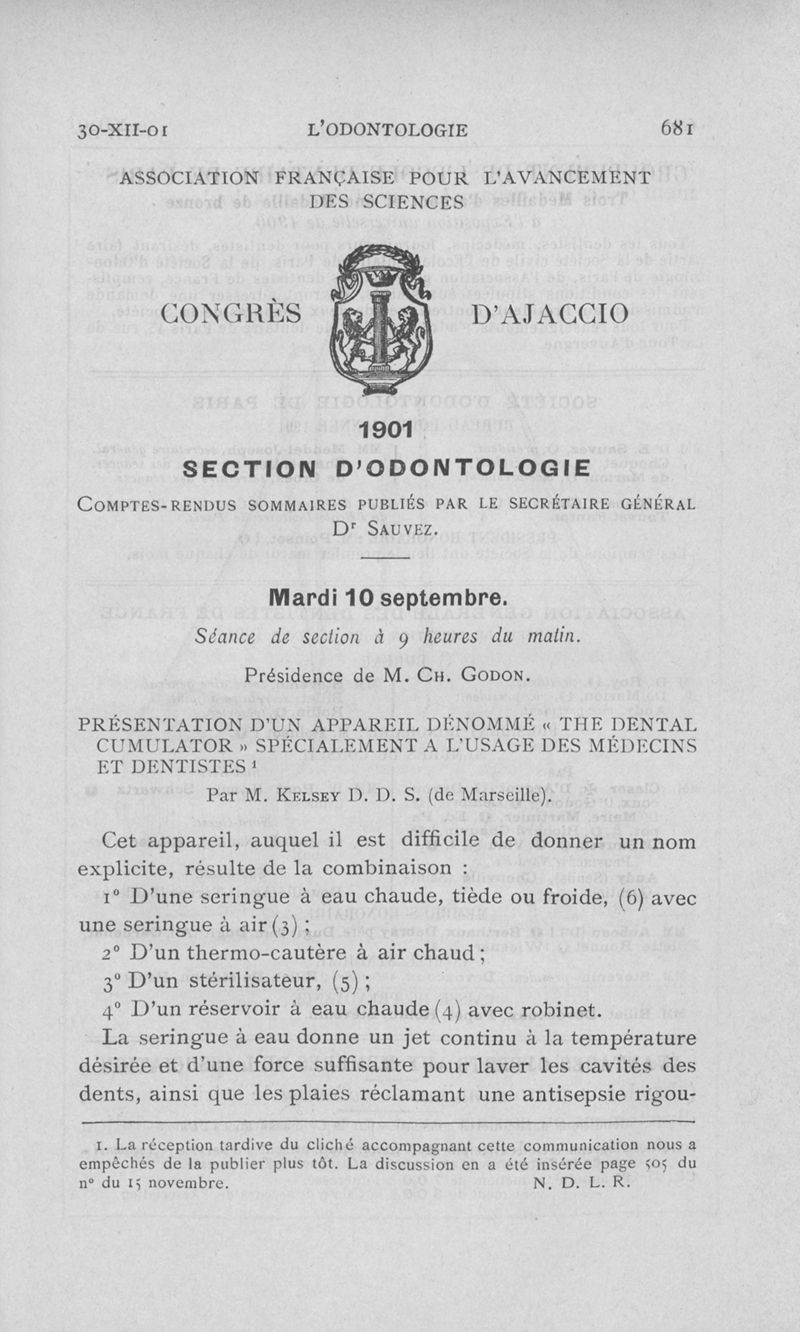 30-XII-01 L'ODONTOLOGIE 681
ASSOCIATION FRANÇAISE POUR L'AVANCEMENT
DES SCIENCES
CONGRÈS D'AJACCIO
1901
SECTION D'ODONTOLOGIE
COMPTES-RENDUS SOMMAIRES PUBLIÉS PAR LE SECRÉTAIRE GÉNÉRAL
Dr SAUVEZ.
Mardi 10 septembre.
Séance de section à 9 heures du matin.
Présidence de M. CH. GODON.
PRÉSENTATION D'UN APPAREIL DÉNOMMÉ « THE DENTAL
CUMULATOR » SPÉCIALEMENT A L'USAGE DES MÉDECINS
ET DENTISTES 1
Par M. KELSEY D. D. S. (de Marseille).
Cet appareil, auquel il est difficile de donner un nom
explicite, résulte de la combinaison :
1° D'une seringue à eau chaude, tiède ou froide, (6) avec
une seringue à air (3) ;
2° D'un thermo-cautère à air chaud ;
3° D'un stérilisateur, (5) ;
4° D'un réservoir à eau chaude (4) avec robinet.
La seringue à eau donne un jet continu à la température
désirée et d'une force suffisante pour laver les cavités des
dents, ainsi que les plaies réclamant une antisepsie rigou-
1. La réception tardive du cliché accompagnant cette communication nous a
empêchés de la publier plus tôt. La discussion en a été insérée page 505 du
n° du 15 novembre. N. D. L. R.